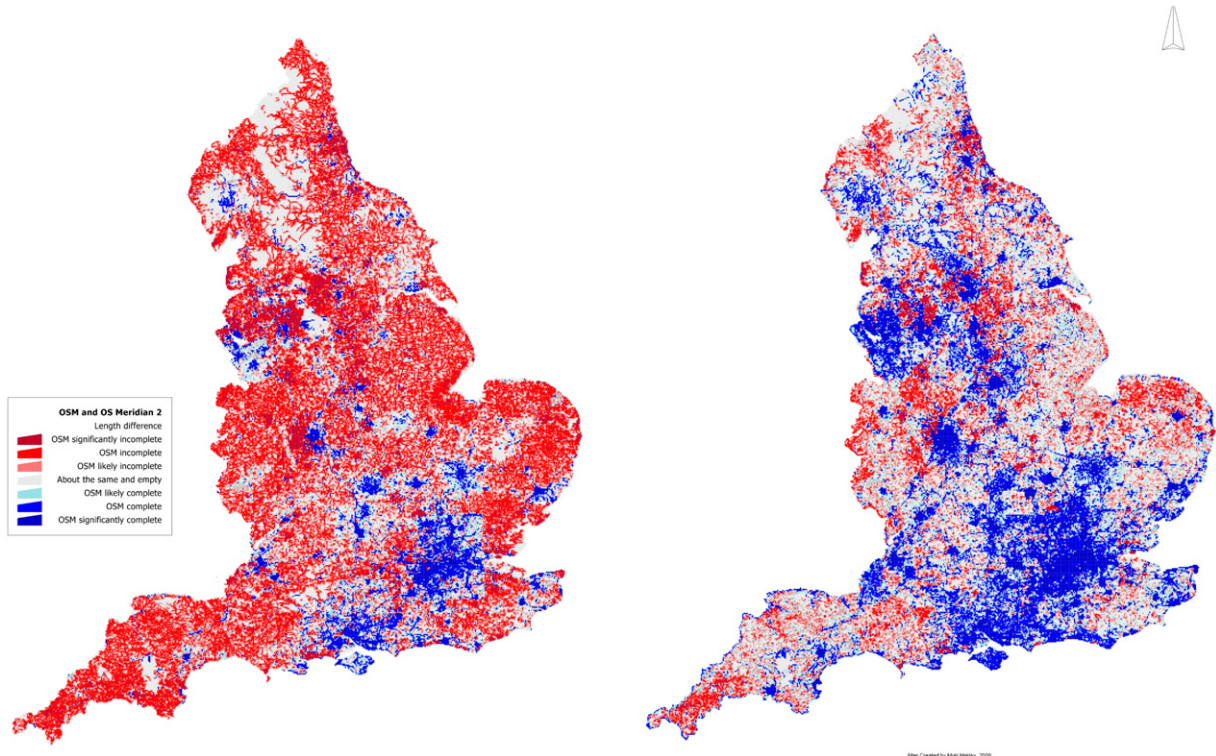 OSM and OS Meridian 2
Length difference
OSM significantly incomplete
OSM incomplete
OSM likely incomplete
About the same and empty
OSM likely complete
OSM complete
OSM significantly complete